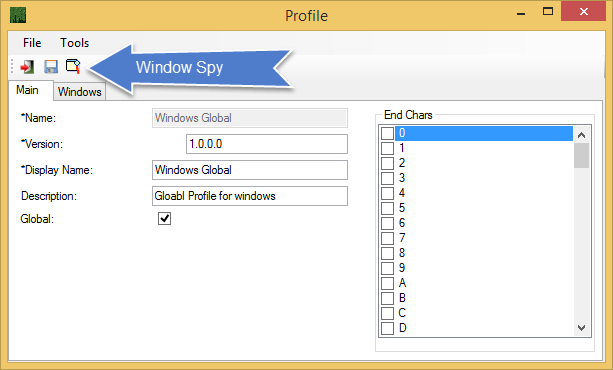 Profile
File Tools
Window Spy
Main Windows
*Name: Windows Global
*Version: 1.0.0.0
*Display Name: Windows Global
Description: Gloabl Profile for windows
Global:
End Chars
0
1
2
3
4
5
6
7
8
9
A
B
C
D